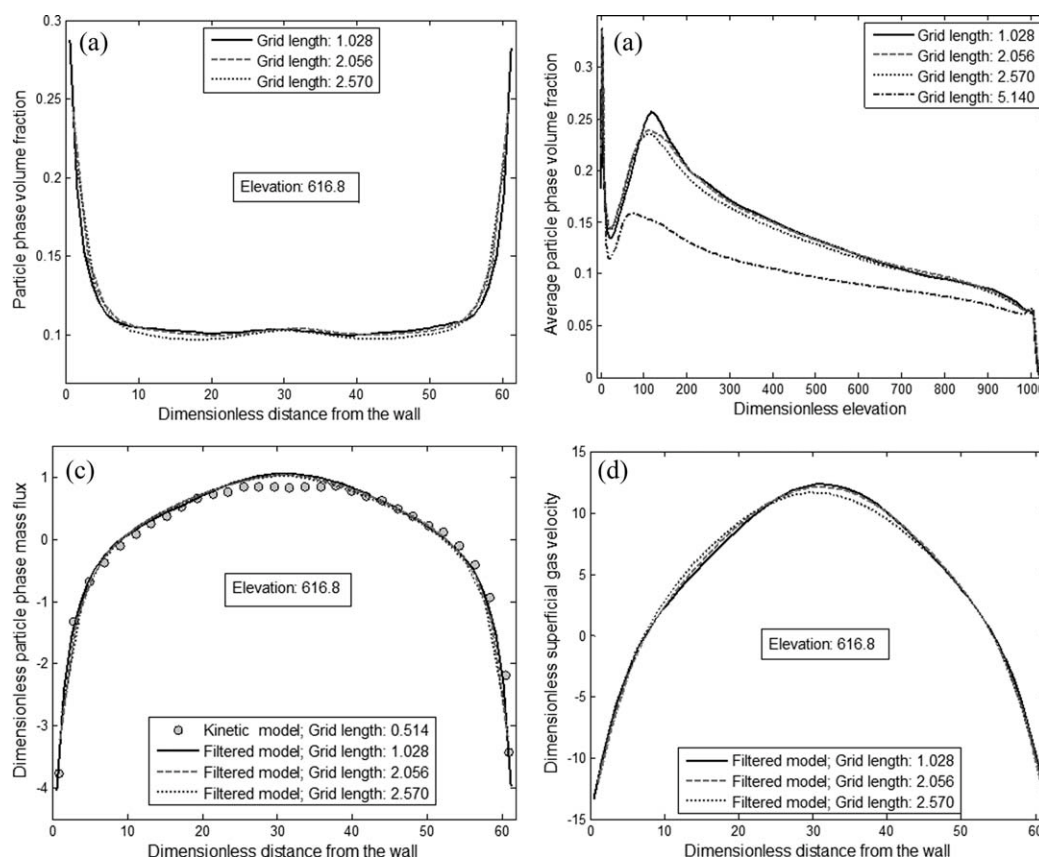 (a)
Grid length: 1.028
Grid length: 2.056
Grid length: 2.570
Elevation: 616.8
Particle phase volume fraction
0.3
0.25
0.2
0.15
0.1
0 10 20 30 40 50 60
Dimensionless distance from the wall
(a)
Grid length: 1.028
Grid length: 2.056
Grid length: 2.570
Grid length: 5.140
Average particle phase volume fraction
0.3
0.25
0.2
0.15
0.1
0.05
0
0 100 200 300 400 500 600 700 800 900 1000
Dimensionless elevation
(c)
Elevation: 616.8
Kinetic model; Grid length: 0.514
Filtered model; Grid length: 1.028
Filtered model; Grid length: 2.056
Filtered model; Grid length: 2.570
Dimensionless particle phase mass flux
1
0
-1
-2
-3
-4
0 10 20 30 40 50 60
Dimensionless distance from the wall
(d)
Elevation: 616.8
Filtered model; Grid length: 1.028
Filtered model; Grid length: 2.056
Filtered model; Grid length: 2.570
Dimensionless superficial gas velocity
15
10
5
0
-5
-10
-15
0 10 20 30 40 50 60
Dimensionless distance from the wall